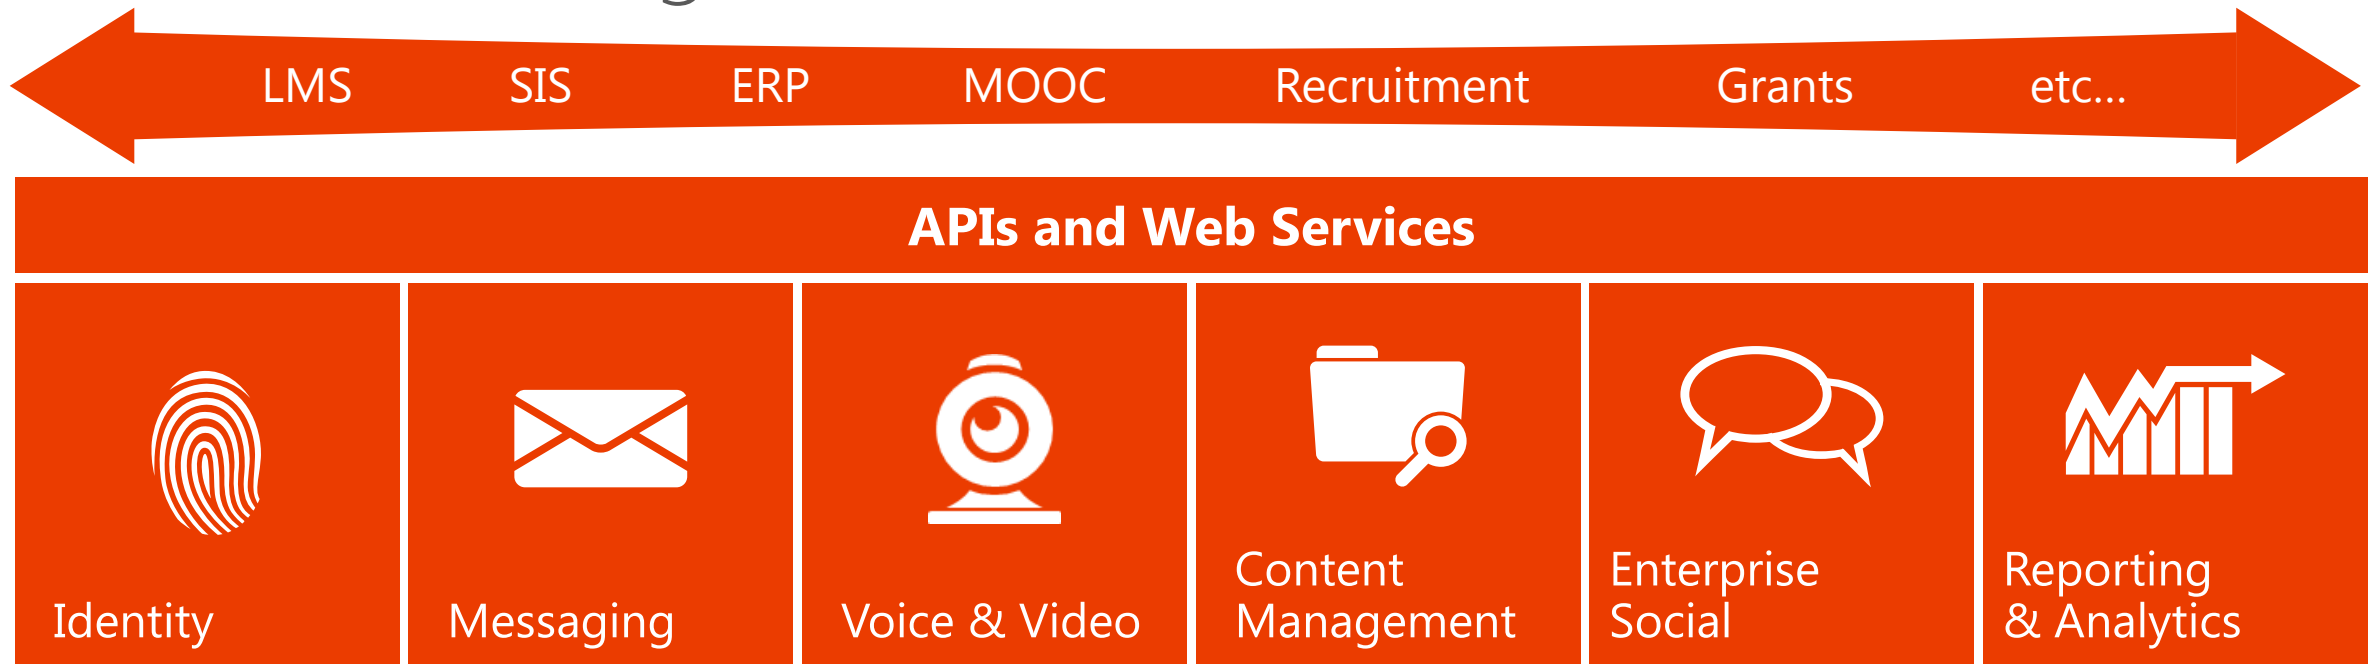 LMS SIS ERP MOOC Recruitment Grants etc...
APIs and Web Services
Identity
Messaging
Voice & Video
Content
Management
Enterprise
Social
Reporting
& Analytics